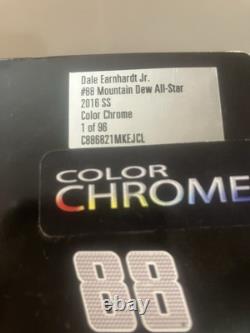 Dale Earnhardt Jr.
#88 Mountain Dew All-Star
2016 SS
Color Chrome
1 of 96
C886821MKEJCL
COLOR
CHROME
88